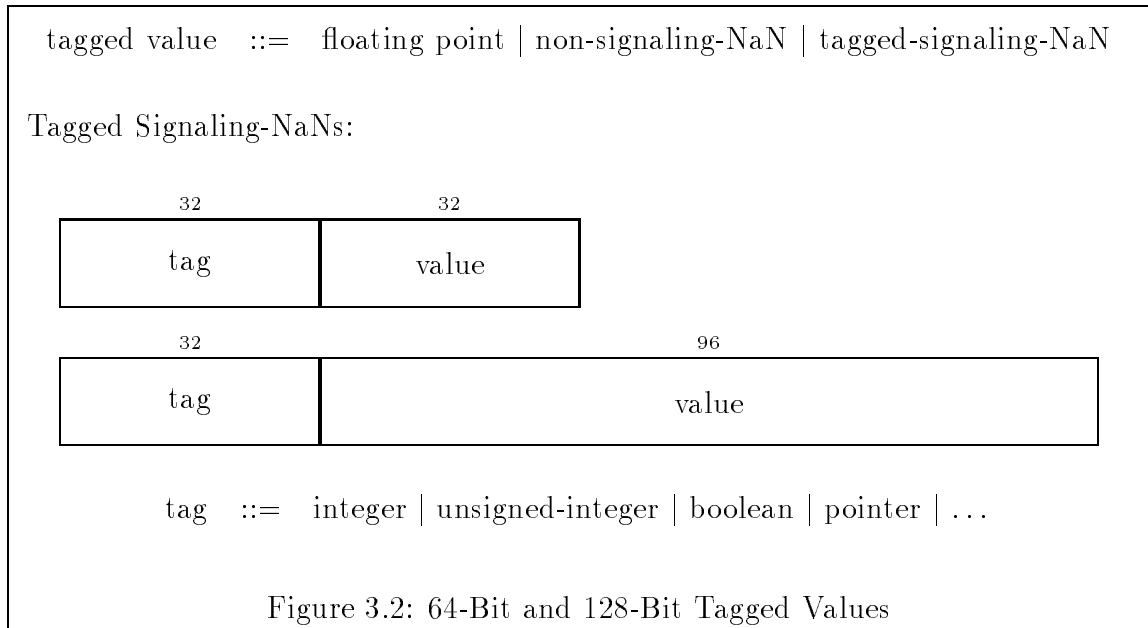 tagged value ::= floating point | non-signaling-NaN | tagged-signaling-NaN
Tagged Signaling-NaNs:
32 32
tag value
32 96
tag value
tag ::= integer | unsigned-integer | boolean | pointer | ...
Figure 3.2: 64-Bit and 128-Bit Tagged Values